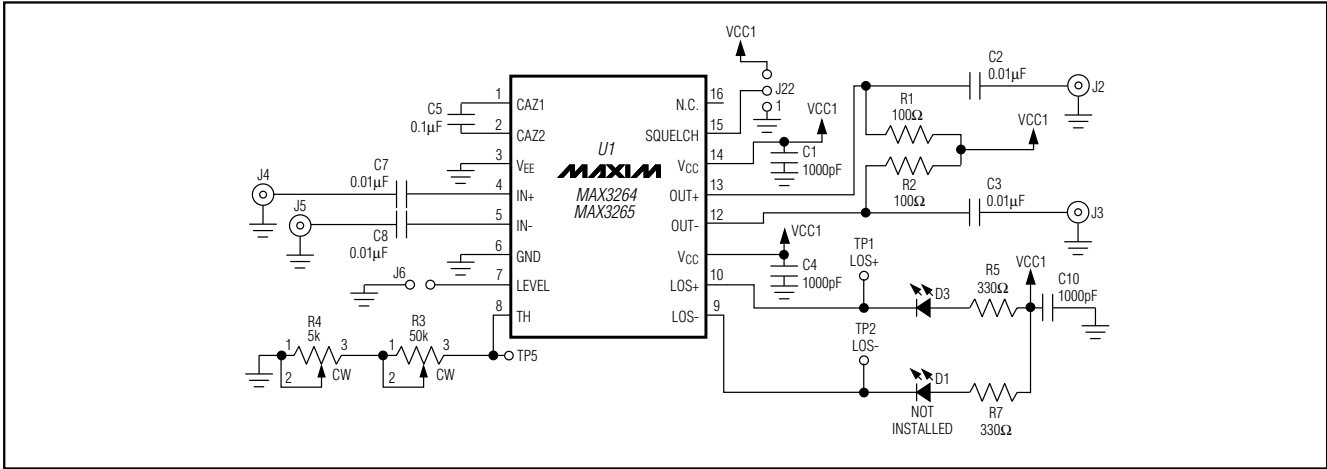 VCC1
J22
1
C5
0.1µF
1
CAZ1
2
CAZ2
3
VEE
4
IN+
5
IN-
6
GND
7
LEVEL
8
TH
U1
MAXIM
MAX3264
MAX3265
N.C.
16
SQUELCH
15
VCC
14
OUT+
13
OUT-
12
VCC
LOS+
10
LOS-
9
J4
C7
0.01µF
J5
C8
0.01µF
J6
R4
5k
1
3
2
CW
R3
50k
1
3
2
CW
TP5
VCC1
C1
1000pF
R1
100Ω
R2
100Ω
VCC1
C2
0.01µF
J2
C3
0.01µF
J3
VCC1
C4
1000pF
TP1
LOS+
D3
R5
330Ω
VCC1
C10
1000pF
TP2
LOS-
D1
NOT
INSTALLED
R7
330Ω